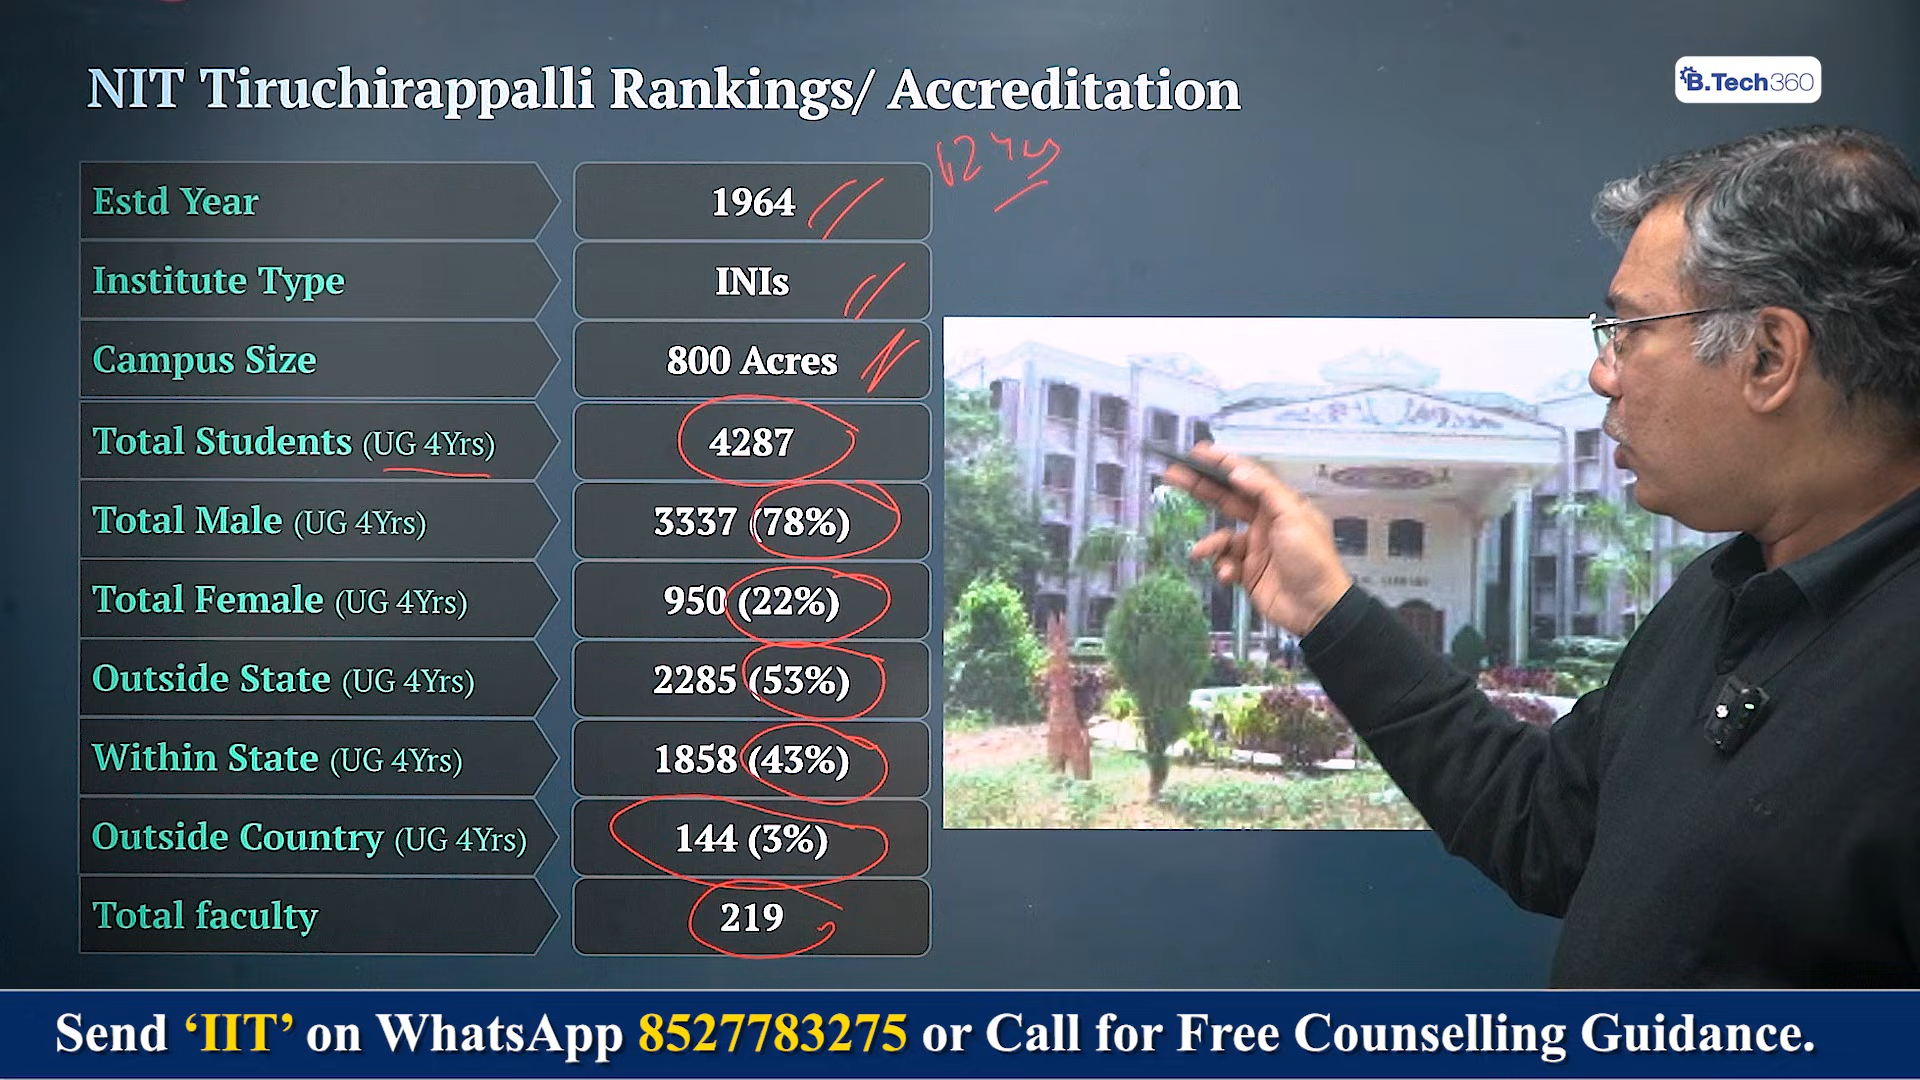 NIT Tiruchirappalli Rankings/ Accreditation
B.Tech360
62 Yrs
Estd Year 1964
Institute Type INIs
Campus Size 800 Acres
Total Students (UG 4Yrs) 4287
Total Male (UG 4Yrs) 3337 (78%)
Total Female (UG 4Yrs) 950 (22%)
Outside State (UG 4Yrs) 2285 (53%)
Within State (UG 4Yrs) 1858 (43%)
Outside Country (UG 4Yrs) 144 (3%)
Total faculty 219
Send ‘IIT’ on WhatsApp 8527783275 or Call for Free Counselling Guidance.